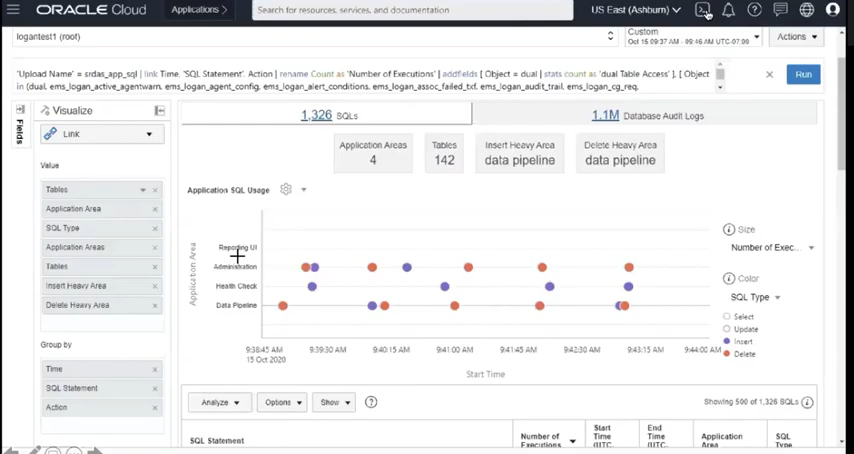 ORACLE Cloud
Applications >
Search for resources, services, and documentation
US East (Ashburn)
logantest1 (root)
Custom
Oct 15 09:37 AM - 09:46 AM UTC-07:00
Actions
'Upload Name' = srdas_app_sql | link Time, 'SQL Statement'. Action | rename Count as 'Number of Executions' | addfields [ Object = dual | stats count as 'dual Table Access' ], [ Object
in (dual, ems_logan_active_agentwarn, ems_logan_agent_config, ems_logan_alert_conditions, ems_logan_assoc_failed_txf, ems_logan_audit_trail, ems_logan_cg_req,
Run
Fields
Visualize
Link
Value
Tables
Application Area
SQL Type
Application Areas
Tables
Insert Heavy Area
Delete Heavy Area
Group by
Time
SQL Statement
Action
1,326 SQLs
1.1M Database Audit Logs
Application Areas
4
Tables
142
Insert Heavy Area
data pipeline
Delete Heavy Area
data pipeline
Application SQL Usage
Application Area
Reporting UI
Administration
Health Check
Data Pipeline
9:38:45 AM
15 Oct 2020
9:39:30 AM
9:40:15 AM
9:41:00 AM
9:41:45 AM
9:42:30 AM
9:43:15 AM
9:44:00 AM
Start Time
Size
Number of Exec...
Color
SQL Type
Select
Update
Insert
Delete
Analyze
Options
Show
Showing 500 of 1,326 SQLs
SQL Statement
Number of
Executions
Start
Time
(UTC,
End
Time
(UTC,
Application
Area
SQL
Type